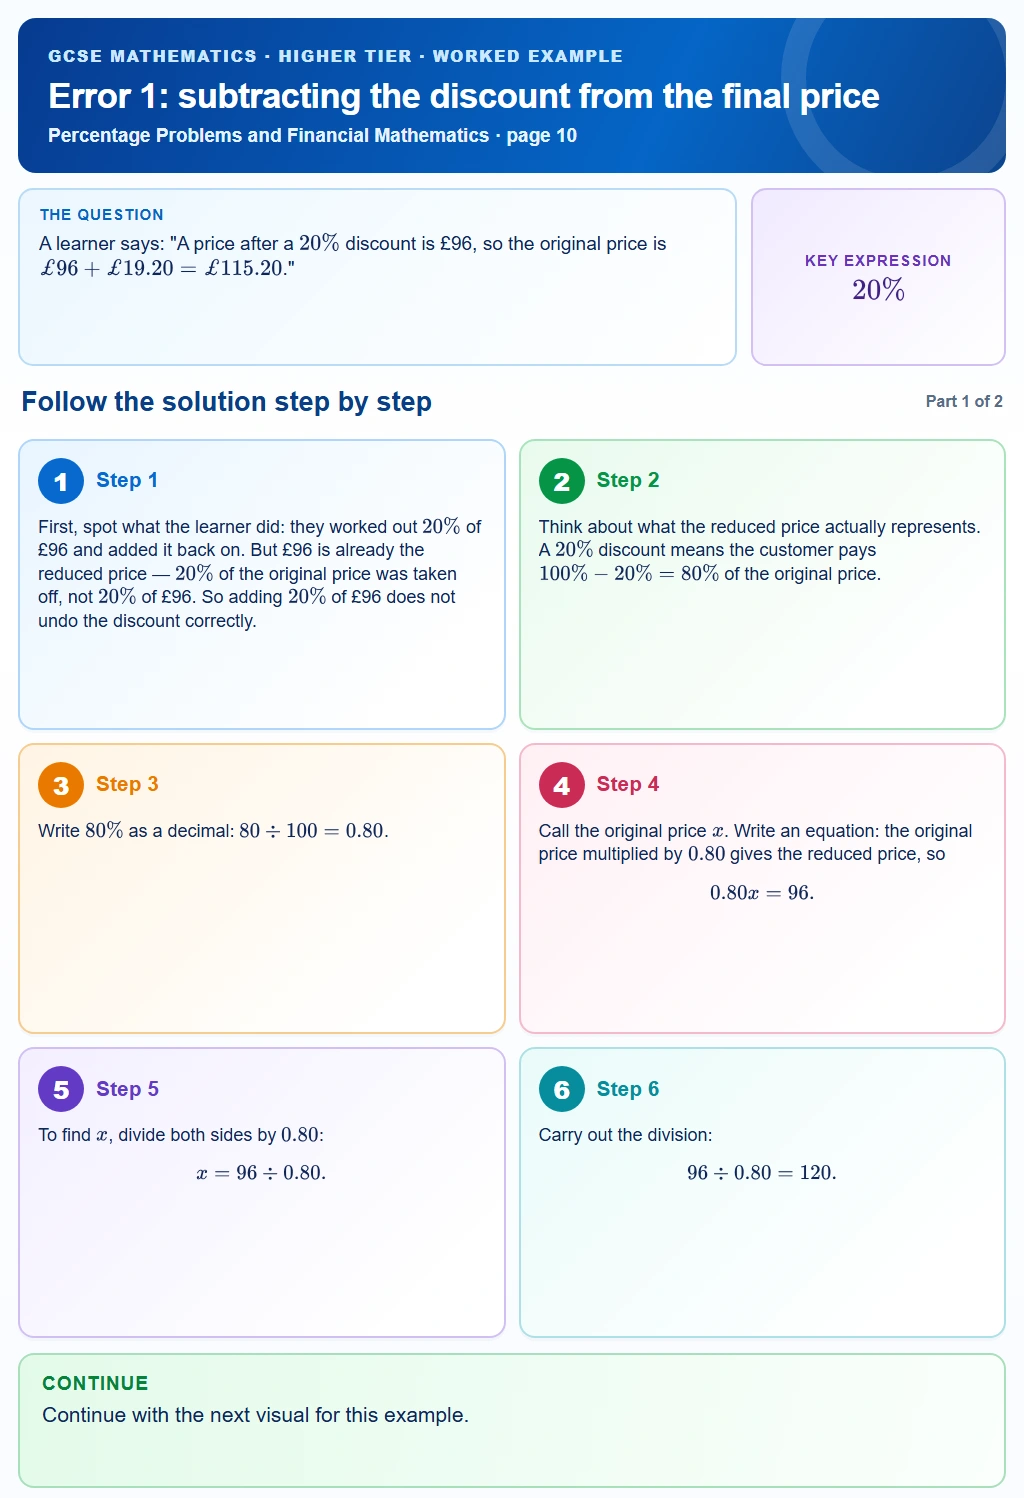 GCSE MATHEMATICS · HIGHER TIER · WORKED EXAMPLE
Error 1: subtracting the discount from the final price
Percentage Problems and Financial Mathematics · page 10
THE QUESTION
A learner says: "A price after a 20% discount is £96, so the original price is
£96 + £19.20 = £115.20."
KEY EXPRESSION
20%
Follow the solution step by step
Part 1 of 2
1 Step 1
First, spot what the learner did: they worked out 20% of
£96 and added it back on. But £96 is already the
reduced price — 20% of the original price was taken
off, not 20% of £96. So adding 20% of £96 does not
undo the discount correctly.
2 Step 2
Think about what the reduced price actually represents.
A 20% discount means the customer pays
100% − 20% = 80% of the original price.
3 Step 3
Write 80% as a decimal: 80 ÷ 100 = 0.80.
4 Step 4
Call the original price x. Write an equation: the original
price multiplied by 0.80 gives the reduced price, so
0.80x = 96.
5 Step 5
To find x, divide both sides by 0.80:
x = 96 ÷ 0.80.
6 Step 6
Carry out the division:
96 ÷ 0.80 = 120.
CONTINUE
Continue with the next visual for this example.